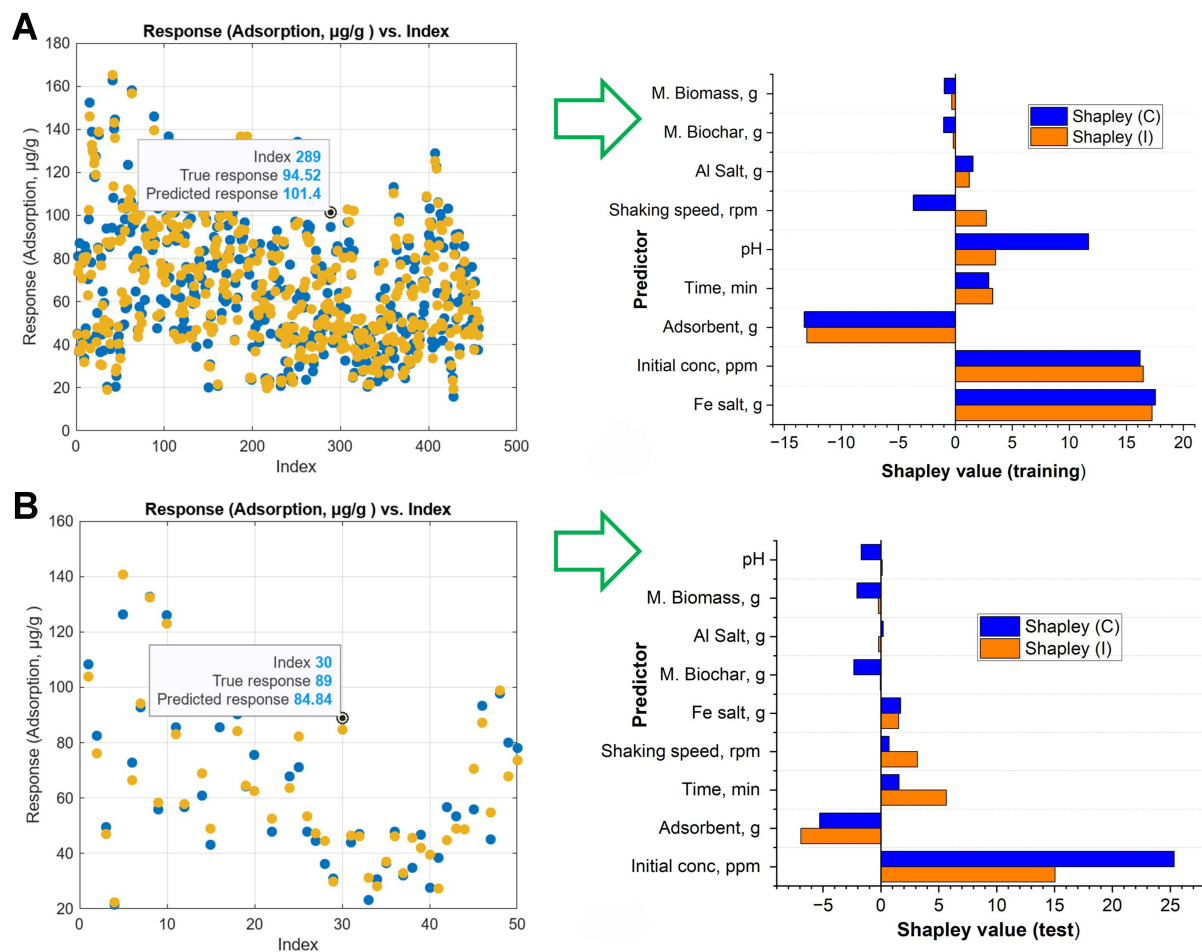 A
Response (Adsorption, µg/g ) vs. Index
Response (Adsorption, µg/g )
180
160
140
120
100
80
60
40
20
0
Index 289
True response 94.52
Predicted response 101.4
0 100 200 300 400 500
Index
Predictor
M. Biomass, g
M. Biochar, g
Al Salt, g
Shaking speed, rpm
pH
Time, min
Adsorbent, g
Initial conc, ppm
Fe salt, g
Shapley (C)
Shapley (I)
−15 −10 −5 0 5 10 15 20
Shapley value (training)
B
Response (Adsorption, µg/g ) vs. Index
Response (Adsorption, µg/g )
160
140
120
100
80
60
40
20
Index 30
True response 89
Predicted response 84.84
0 10 20 30 40 50
Index
Predictor
pH
M. Biomass, g
Al Salt, g
M. Biochar, g
Fe salt, g
Shaking speed, rpm
Time, min
Adsorbent, g
Initial conc, ppm
Shapley (C)
Shapley (I)
−5 0 5 10 15 20 25
Shapley value (test)